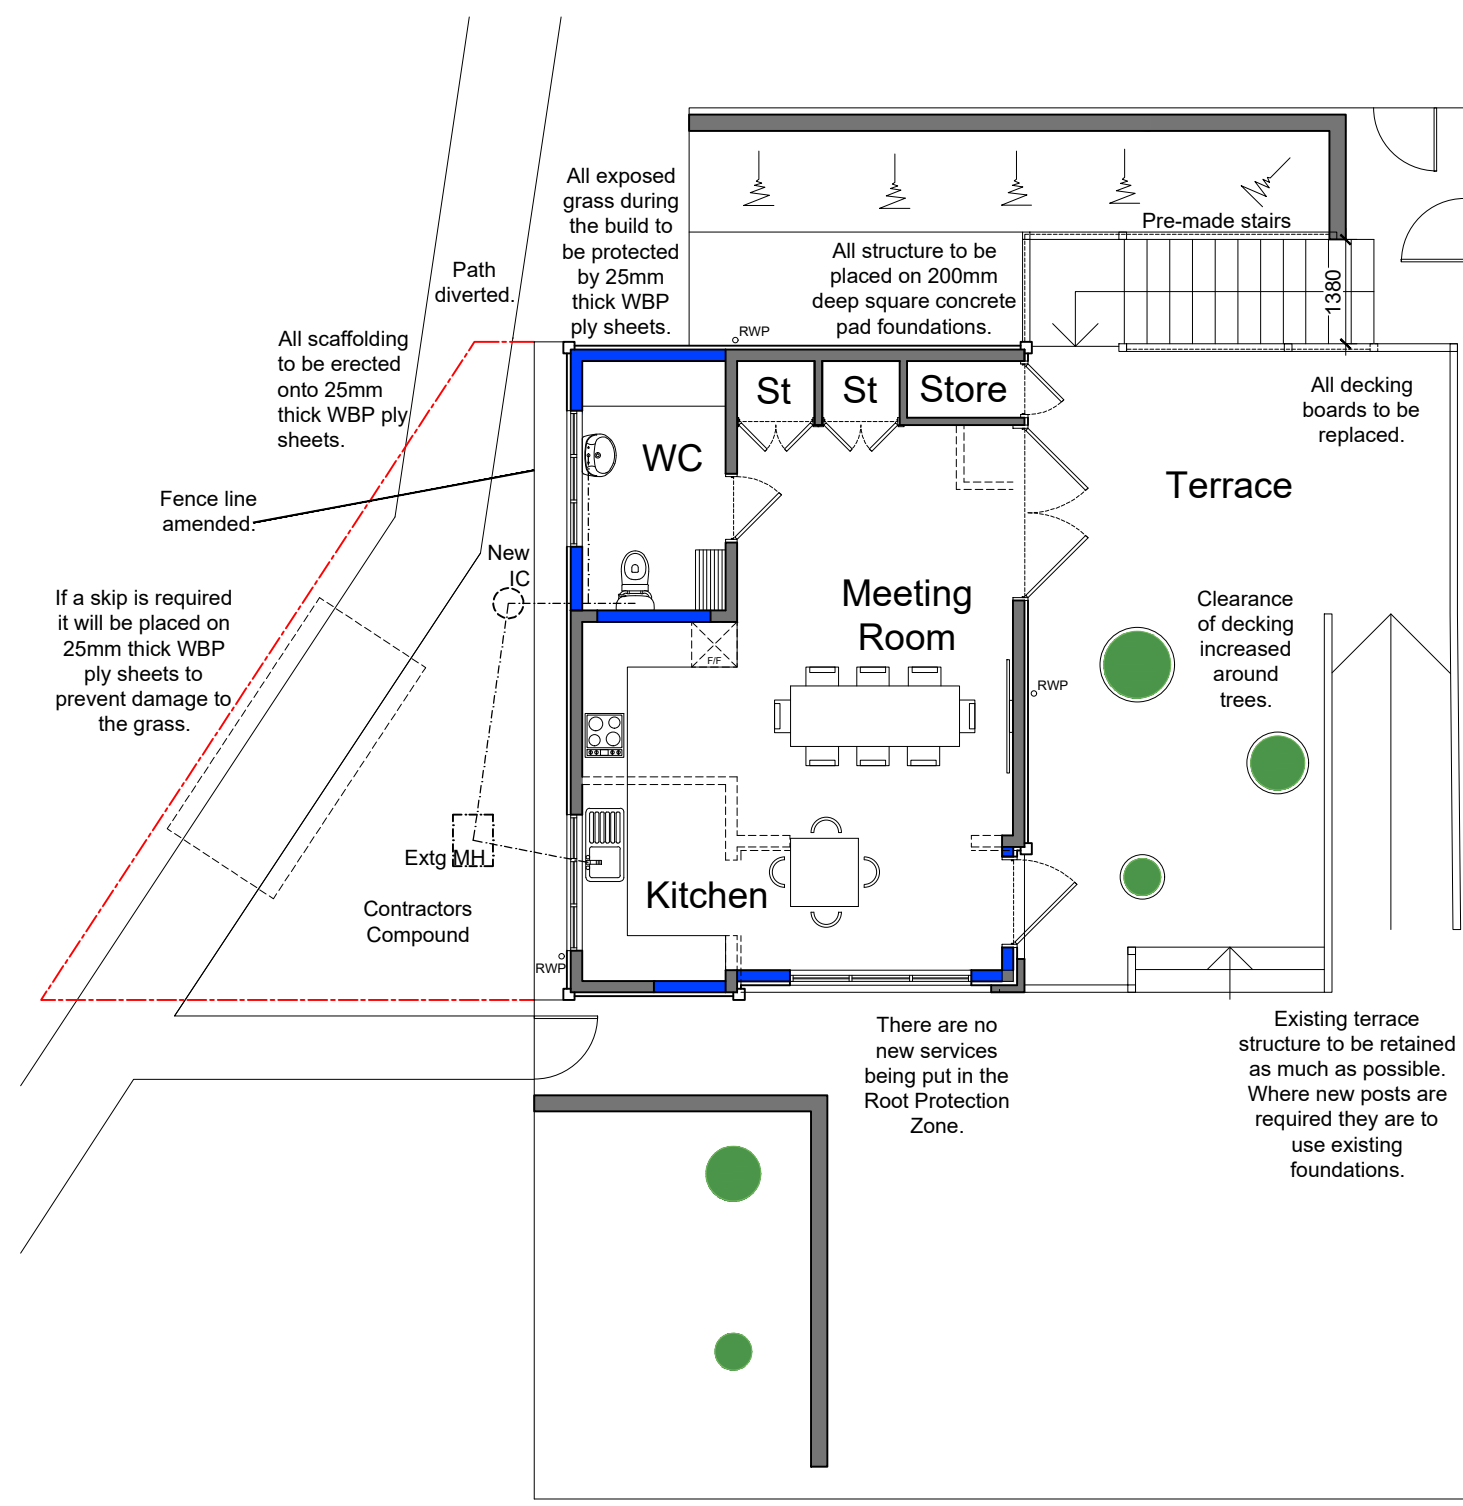 All exposed
grass during
the build to
be protected
by 25mm
thick WBP
ply sheets.
Pre-made stairs
1380
All structure to be
placed on 200mm
deep square concrete
pad foundations.
Path
diverted.
RWP
All scaffolding
to be erected
onto 25mm
thick WBP ply
sheets.
St
St
Store
All decking
boards to be
replaced.
WC
Terrace
Fence line
amended.
New
IC
Meeting
Room
If a skip is required
it will be placed on
25mm thick WBP
ply sheets to
prevent damage to
the grass.
Clearance
of decking
increased
around
trees.
F/F
RWP
Extg MH
Kitchen
Contractors
Compound
RWP
There are no
new services
being put in the
Root Protection
Zone.
Existing terrace
structure to be retained
as much as possible.
Where new posts are
required they are to
use existing
foundations.